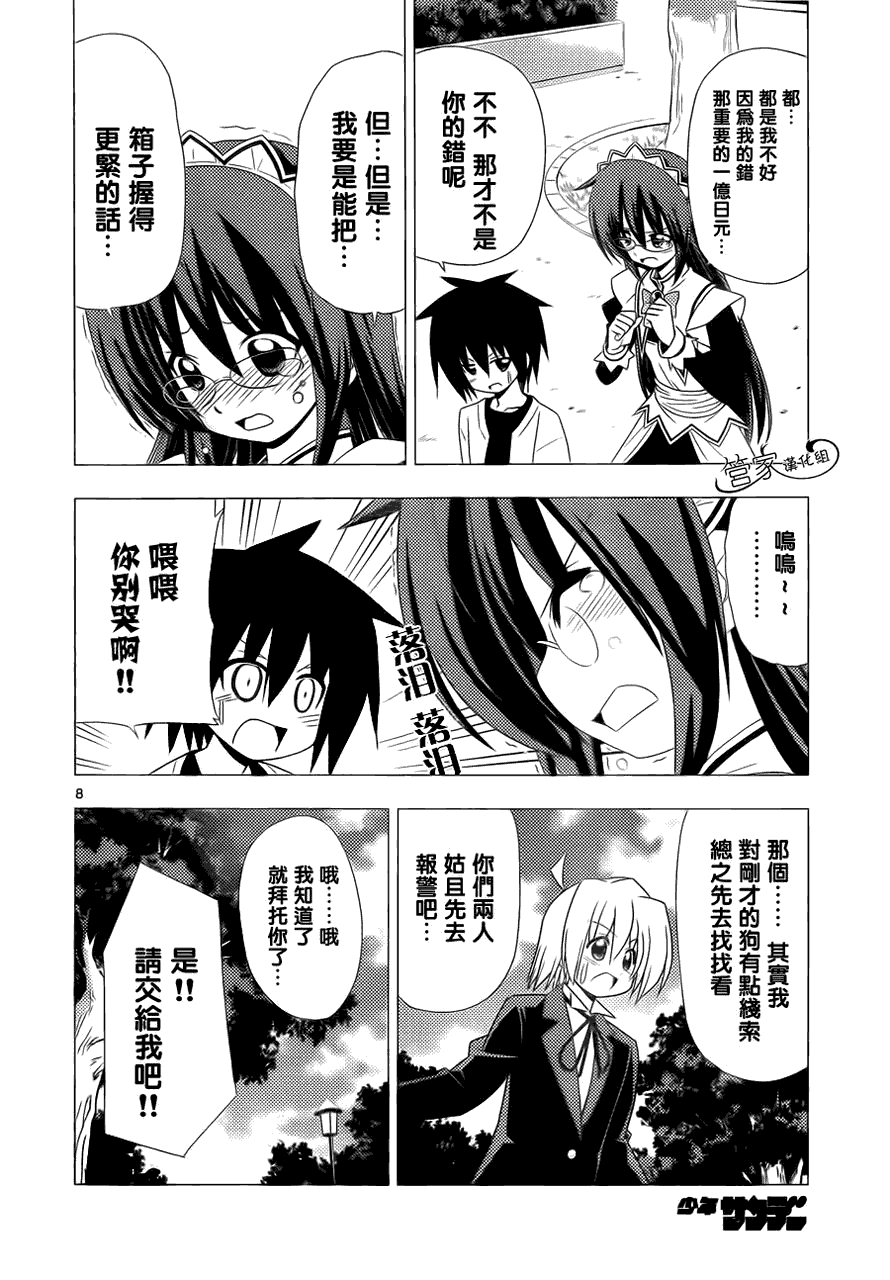 都…
都是我不好
因爲我的錯
那重要的一億日元…
不不 那才不是
你的錯呢
但…但是…
我要是能把…
箱子握得
更緊的話…
管家漢化組
嗚嗚~~
…………
落泪
落泪
喂喂
你别哭啊!!
8
那個…… 其實我
對剛才的狗有點綫索
總之先去找找看
你們兩人
姑且先去
報警吧…
哦……哦
我知道了
就拜托你了…
是!!
請交給我吧!!
少年サンデー